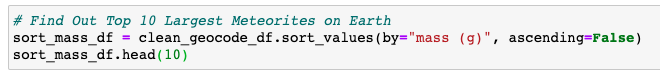 # Find Out Top 10 Largest Meteorites on Earth
sort_mass_df = clean_geocode_df.sort_values(by="mass (g)", ascending=False)
sort_mass_df.head(10)